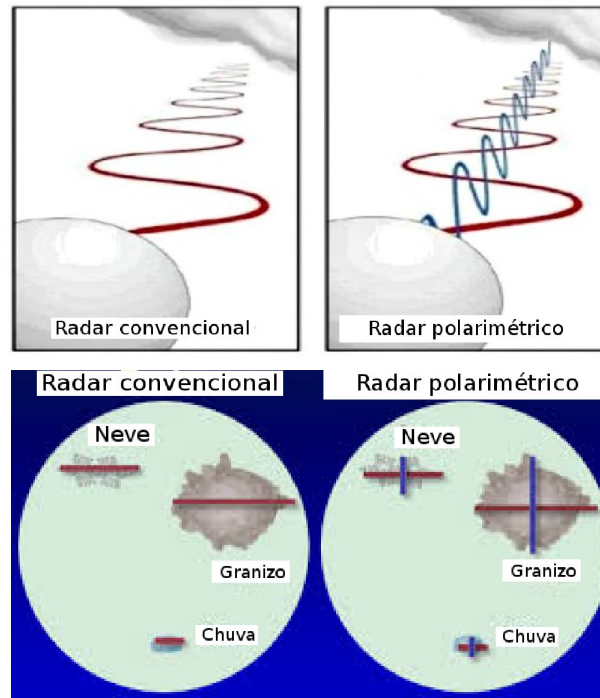 Radar convencional
Radar polarimétrico
Radar convencional
Radar polarimétrico
Neve
Granizo
Chuva
Neve
Granizo
Chuva